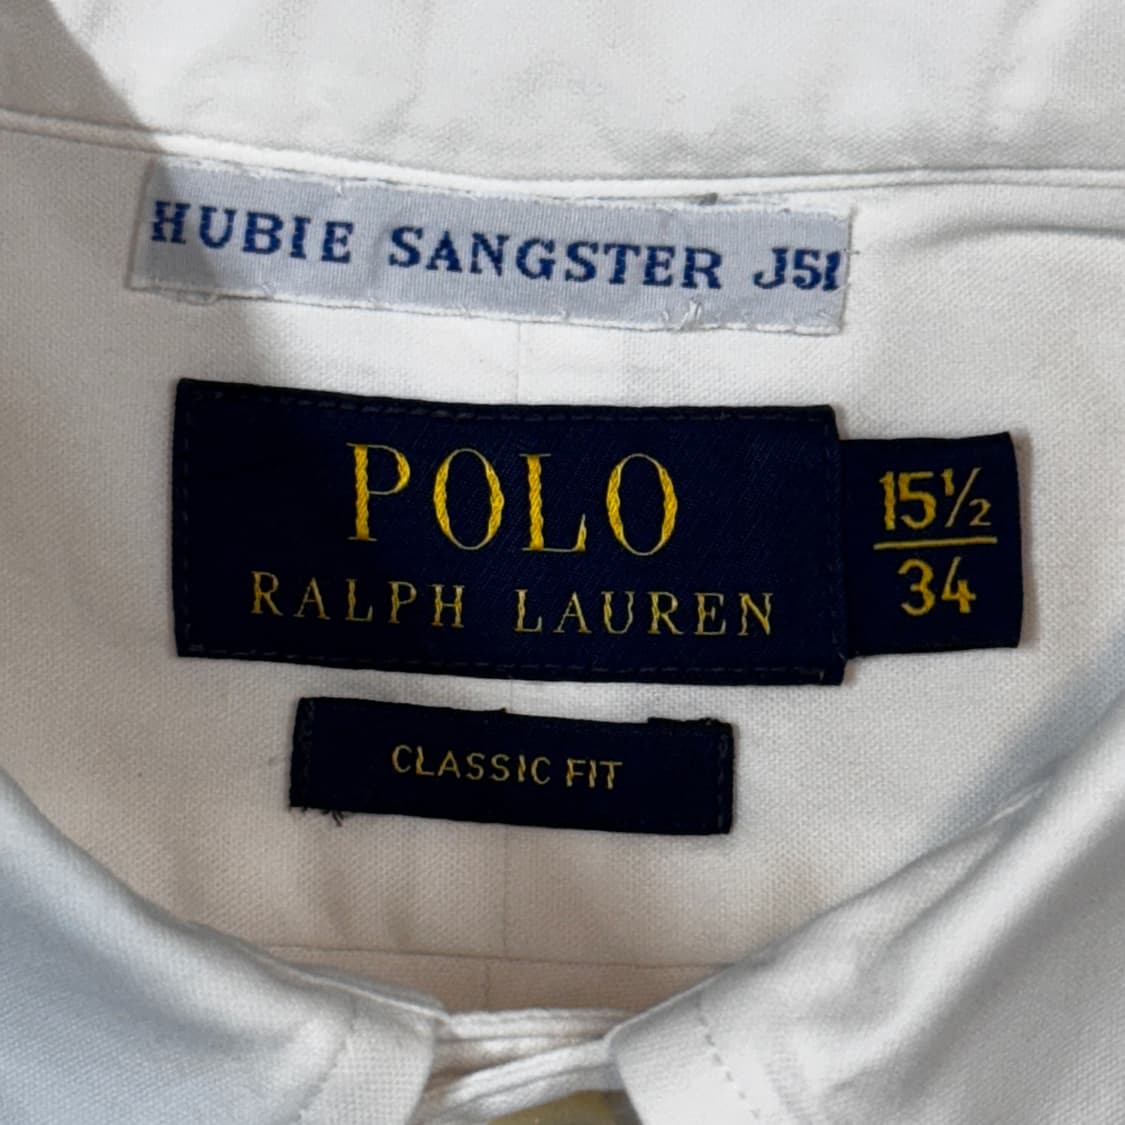 HUBIE SANGSTER J51
POLO
RALPH LAUREN
15½
34
CLASSIC FIT